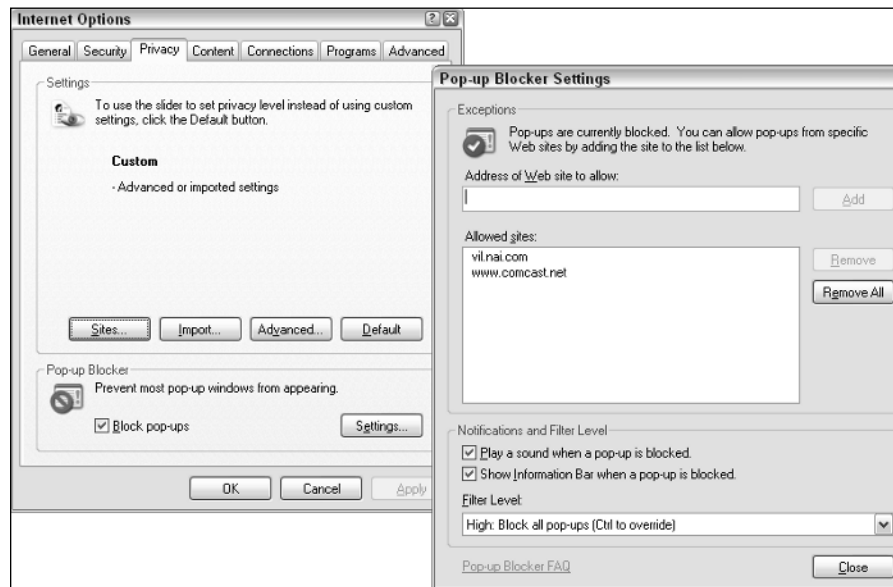 Internet Options
General Security Privacy Content Connections Programs Advanced
Settings
To use the slider to set privacy level instead of using custom
settings, click the Default button.
Custom
- Advanced or imported settings
Sites... Import... Advanced... Default
Pop-up Blocker
Prevent most pop-up windows from appearing.
Block pop-ups
Settings...
OK Cancel Apply
Pop-up Blocker Settings
Exceptions
Pop-ups are currently blocked. You can allow pop-ups from specific
Web sites by adding the site to the list below.
Address of Web site to allow:
Add
Allowed sites:
vil.nai.com
www.comcast.net
Remove
Remove All
Notifications and Filter Level
Play a sound when a pop-up is blocked.
Show Information Bar when a pop-up is blocked.
Filter Level:
High: Block all pop-ups (Ctrl to override)
Pop-up Blocker FAQ
Close